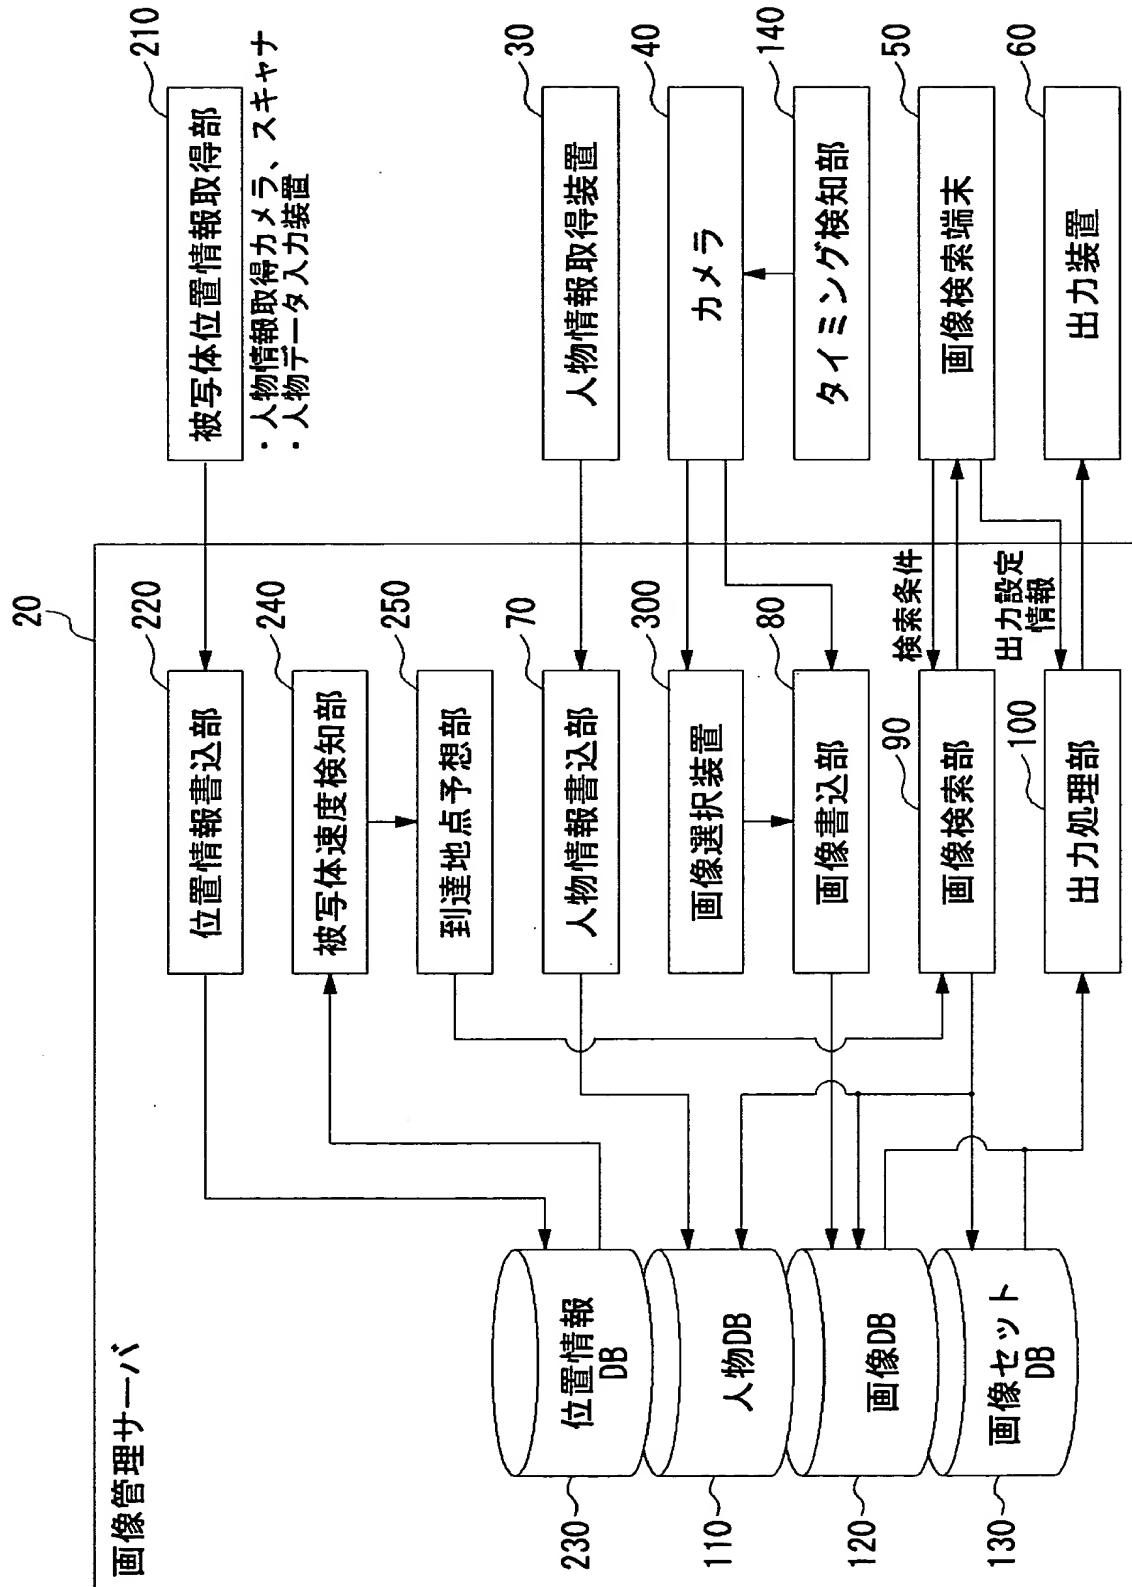 画像管理サーバ
20
位置情報書込部
220
被写体位置情報取得部
210
・人物情報取得カメラ、スキャナ
・人物データ入力装置
被写体速度検知部
240
到達地点予想部
250
位置情報
DB
230
人物情報書込部
70
人物情報取得装置
30
人物DB
110
画像選択装置
300
カメラ
40
画像DB
120
画像書込部
80
タイミング検知部
140
画像セット
DB
130
画像検索部
90
検索条件
画像検索端末
50
出力設定
情報
出力処理部
100
出力装置
60